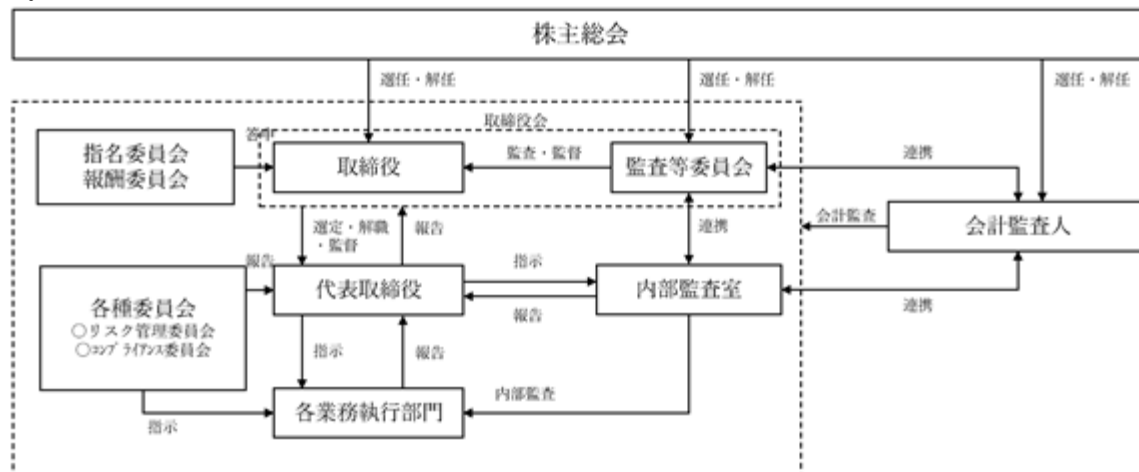 株主総会
選任・解任
選任・解任
選任・解任
取締役会
答申
指名委員会
報酬委員会
取締役
監査・監督
監査等委員会
連携
選定・解職
・監督
報告
連携
会計監査
会計監査人
報告
各種委員会
○リスク管理委員会
○コンプライアンス委員会
代表取締役
指示
報告
内部監査室
連携
指示
報告
指示
各業務執行部門
内部監査